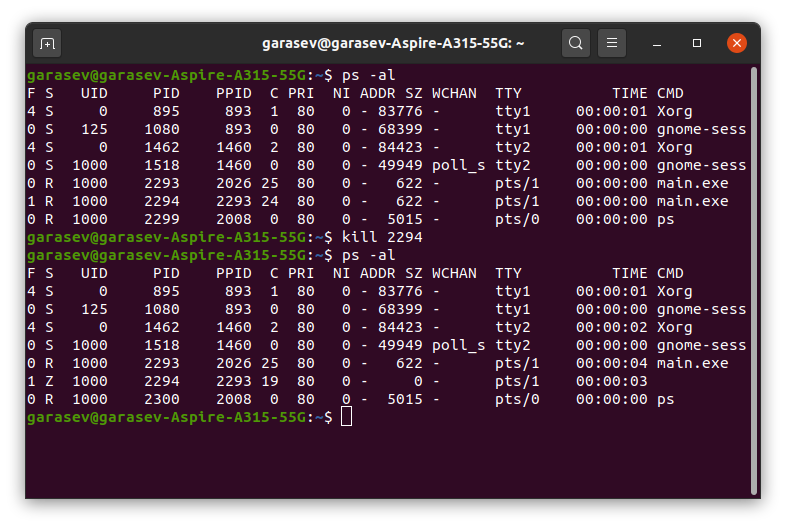 garasev@garasev-Aspire-A315-55G: ~
garasev@garasev-Aspire-A315-55G:~$ ps -al
F S   UID     PID    PPID  C PRI  NI ADDR SZ WCHAN  TTY          TIME CMD
4 S     0     895     893  1  80   0 - 83776 -      tty1     00:00:01 Xorg
0 S   125    1080     893  0  80   0 - 68399 -      tty1     00:00:00 gnome-sess
4 S     0    1462    1460  2  80   0 - 84423 -      tty2     00:00:01 Xorg
0 S  1000    1518    1460  0  80   0 - 49949 poll_s tty2     00:00:00 gnome-sess
0 R  1000    2293    2026 25  80   0 -   622 -      pts/1    00:00:00 main.exe
1 R  1000    2294    2293 24  80   0 -   622 -      pts/1    00:00:00 main.exe
0 R  1000    2299    2008  0  80   0 -  5015 -      pts/0    00:00:00 ps
garasev@garasev-Aspire-A315-55G:~$ kill 2294
garasev@garasev-Aspire-A315-55G:~$ ps -al
F S   UID     PID    PPID  C PRI  NI ADDR SZ WCHAN  TTY          TIME CMD
4 S     0     895     893  1  80   0 - 83776 -      tty1     00:00:01 Xorg
0 S   125    1080     893  0  80   0 - 68399 -      tty1     00:00:00 gnome-sess
4 S     0    1462    1460  2  80   0 - 84423 -      tty2     00:00:02 Xorg
0 S  1000    1518    1460  0  80   0 - 49949 poll_s tty2     00:00:00 gnome-sess
0 R  1000    2293    2026 25  80   0 -   622 -      pts/1    00:00:04 main.exe
1 Z  1000    2294    2293 19  80   0 -     0 -      pts/1    00:00:03
0 R  1000    2300    2008  0  80   0 -  5015 -      pts/0    00:00:00 ps
garasev@garasev-Aspire-A315-55G:~$